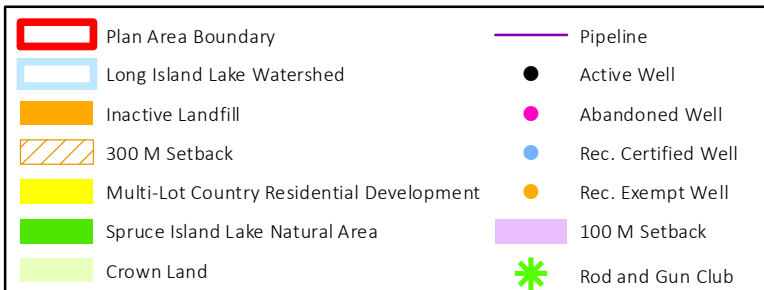 Plan Area Boundary
Long Island Lake Watershed
Inactive Landfill
300 M Setback
Multi-Lot Country Residential Development
Spruce Island Lake Natural Area
Crown Land
Pipeline
Active Well
Abandoned Well
Rec. Certified Well
Rec. Exempt Well
100 M Setback
Rod and Gun Club